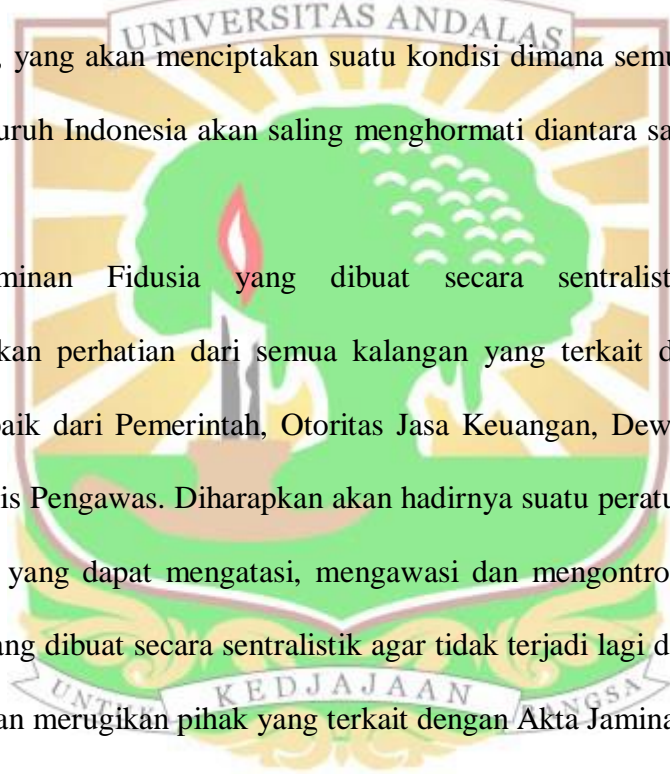 UNIVERSITAS ANDALAS
, yang akan menciptakan suatu kondisi dimana semu
uruh Indonesia akan saling menghormati diantara sa
minan Fidusia yang dibuat secara sentralist
kan perhatian dari semua kalangan yang terkait d
baik dari Pemerintah, Otoritas Jasa Keuangan, Dew
is Pengawas. Diharapkan akan hadirnya suatu peratu
yang dapat mengatasi, mengawasi dan mengontro
ang dibuat secara sentralistik agar tidak terjadi lagi d
an merugikan pihak yang terkait dengan Akta Jamina
UNTUK KEDJAJAAN BANGSA